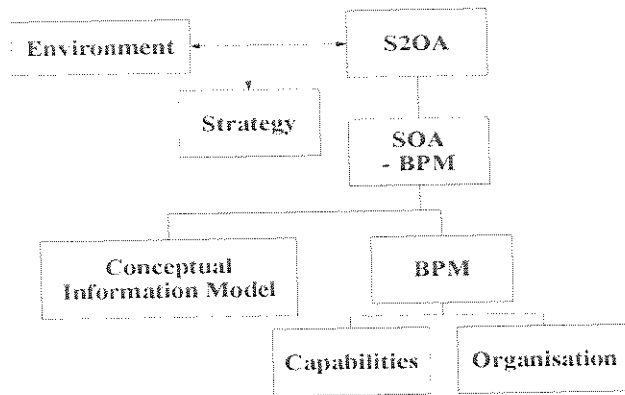 Environment
S2OA
Strategy
SOA
- BPM
Conceptual
Information Model
BPM
Capabilities
Organisation